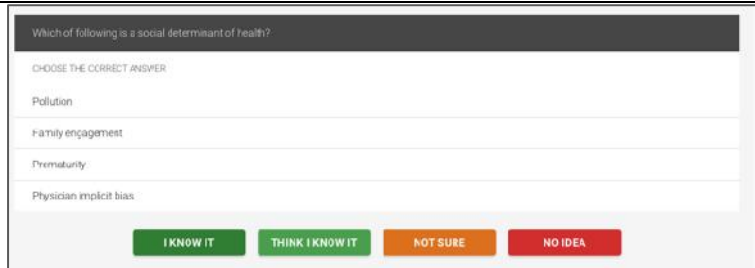 Which of following is a social determinant of health?
CHOOSE THE CORRECT ANSWER
Pollution
Family engagement
Prematurity
Physician implicit bias
I KNOW IT THINK I KNOW IT NOT SURE NO IDEA